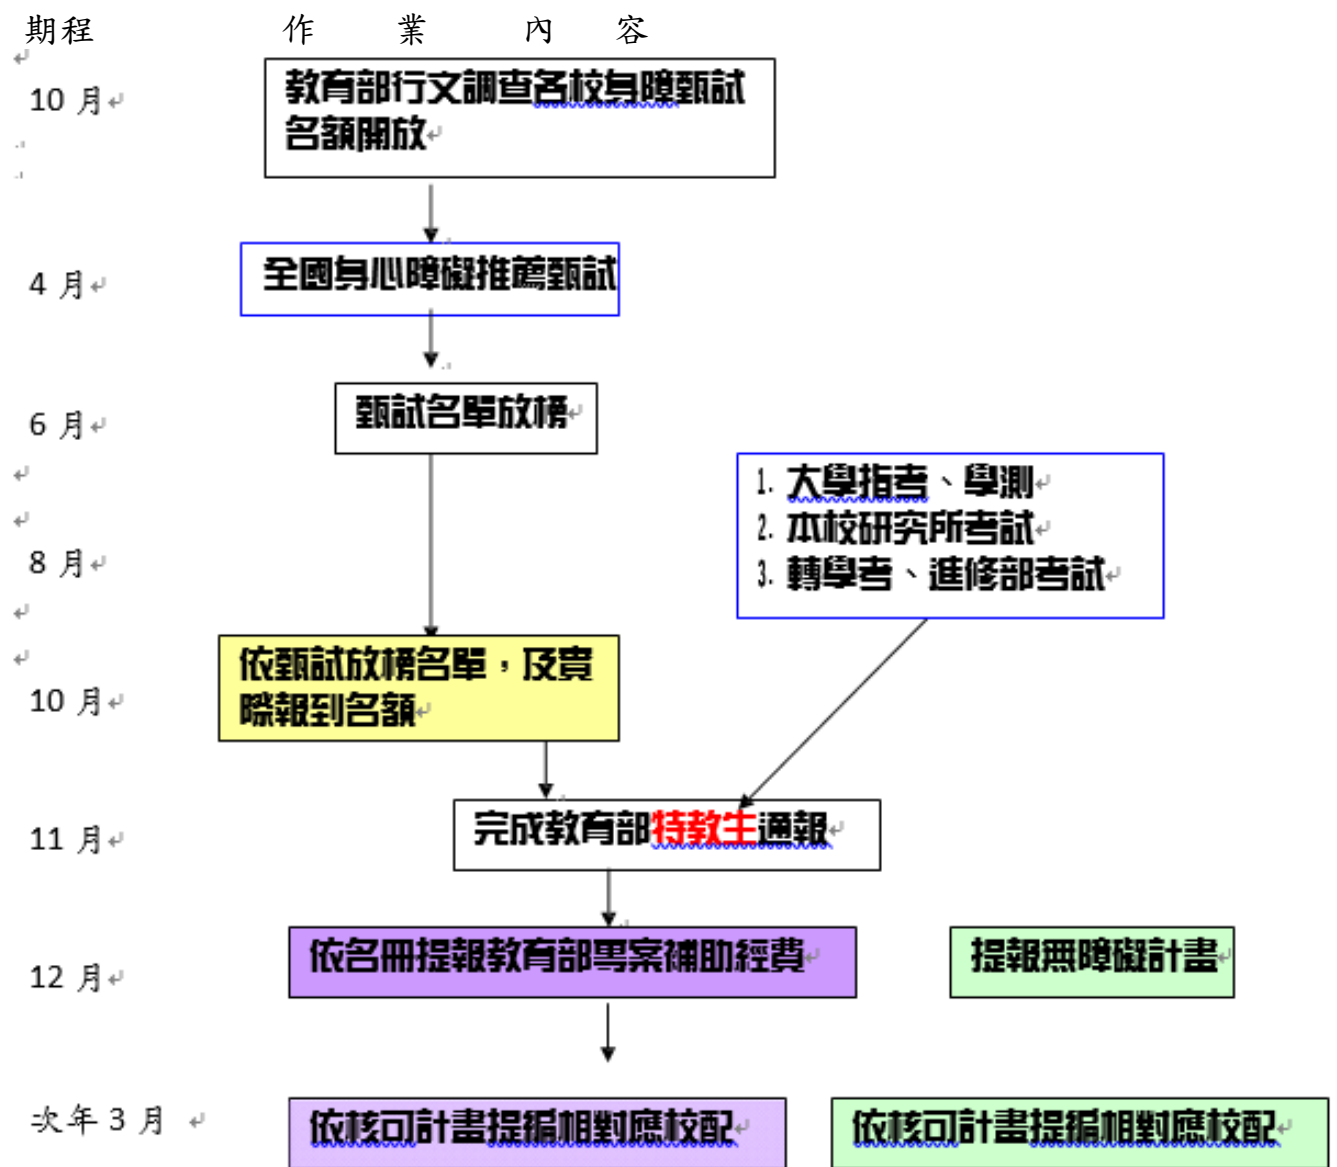 期程 作 業 內 容
10 月
教育部行文調查各校身障甄試
名額開放
4 月
全國身心障礙推薦甄試
6 月
甄試名單放榜
1. 大學指考、學測
2. 本校研究所考試
3. 轉學考、進修部考試
8 月
依甄試放榜名單，及實
際報到名額
10 月
完成教育部特教生通報
11 月
依名冊提報教育部專案補助經費
提報無障礙計畫
12 月
次年 3 月
依核可計畫提編相對應校配
依核可計畫提編相對應校配